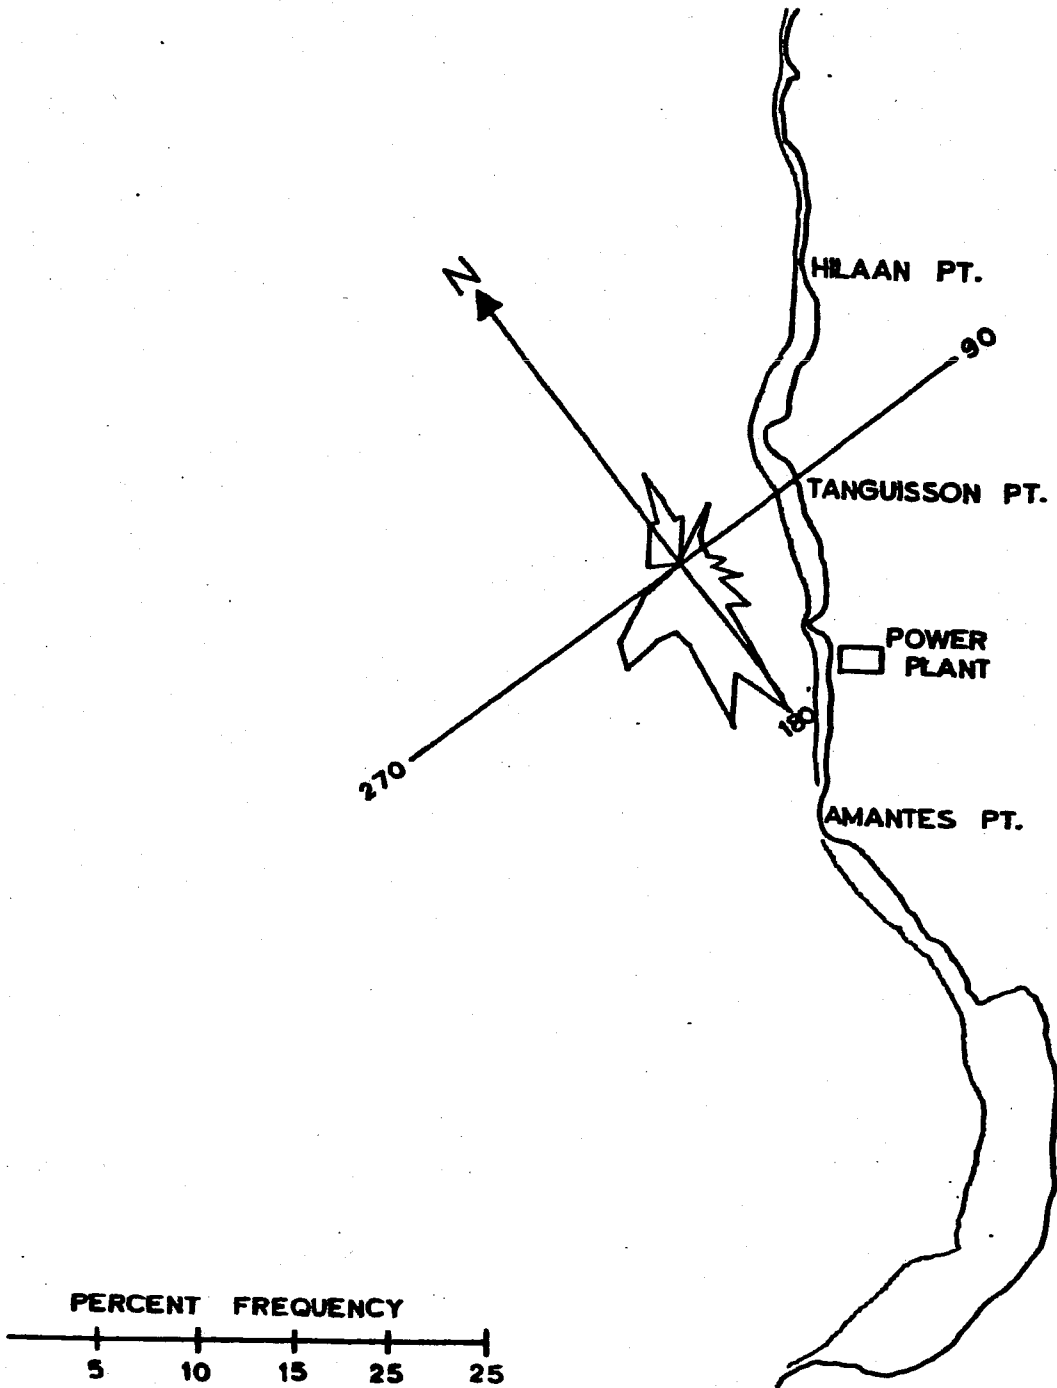 N
HILAAN PT.
90
TANGUISSON PT.
POWER
PLANT
180
270
AMANTES PT.
PERCENT FREQUENCY
5 10 15 25 25